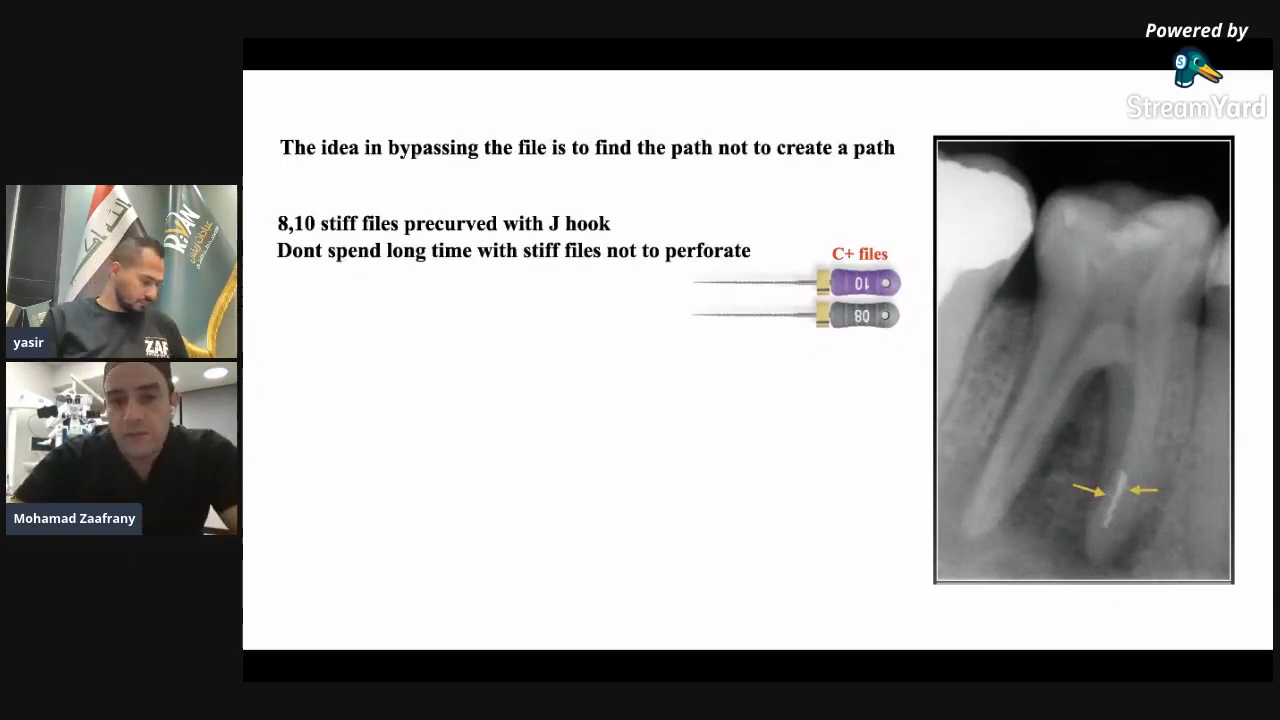 Powered by
StreamYard
The idea in bypassing the file is to find the path not to create a path
8,10 stiff files precurved with J hook
Dont spend long time with stiff files not to perforate
C+ files
10
08
RiVAN
ZAF
yasir
Mohamad Zaafrany